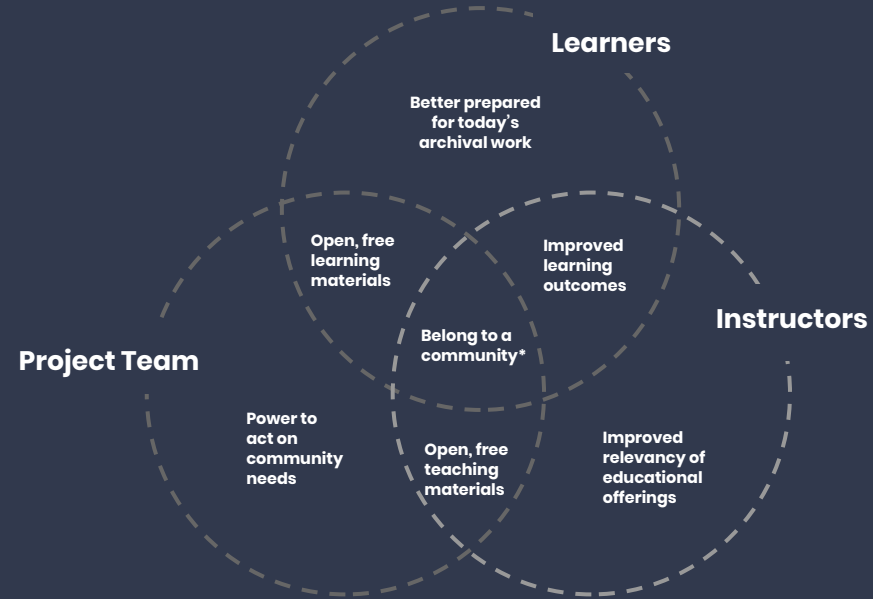 Learners
Better prepared
for today's
archival work
Open, free
learning
materials
Improved
learning
outcomes
Instructors
Belong to a
community*
Project Team
Power to
act on
community
needs
Open, free
teaching
materials
Improved
relevancy of
educational
offerings